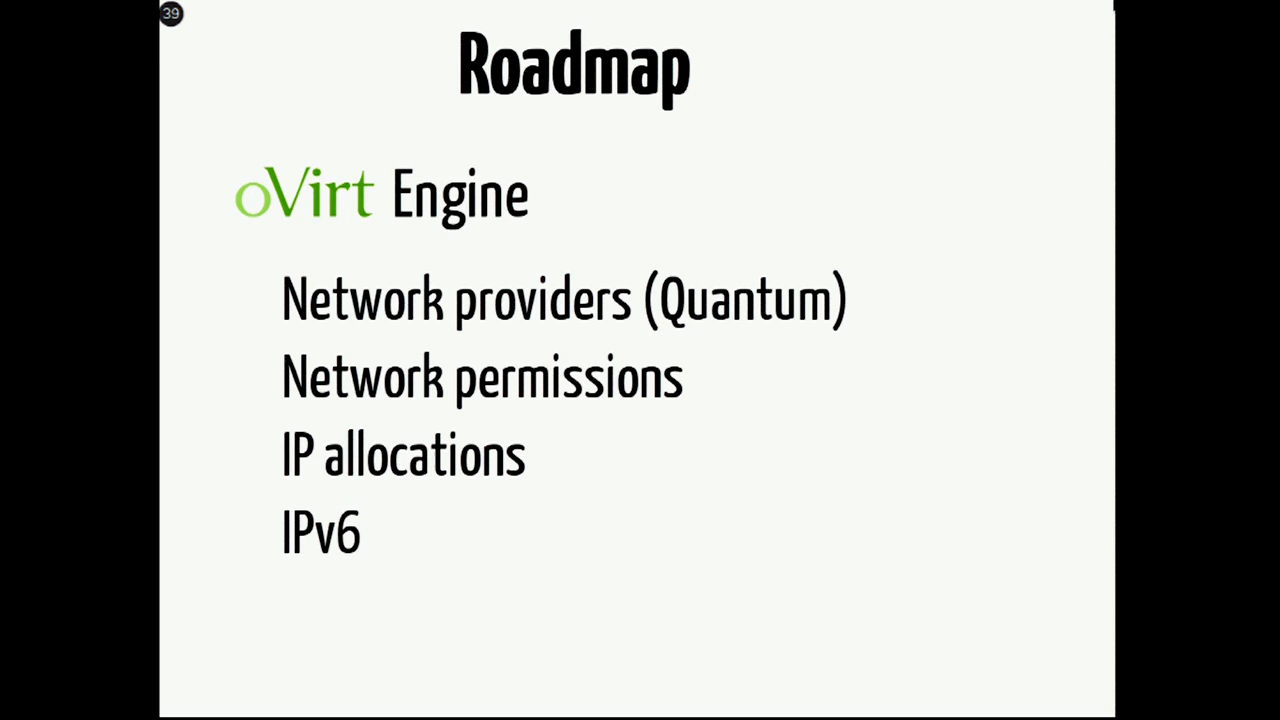 39
Roadmap
oVirt Engine
Network providers (Quantum)
Network permissions
IP allocations
IPv6